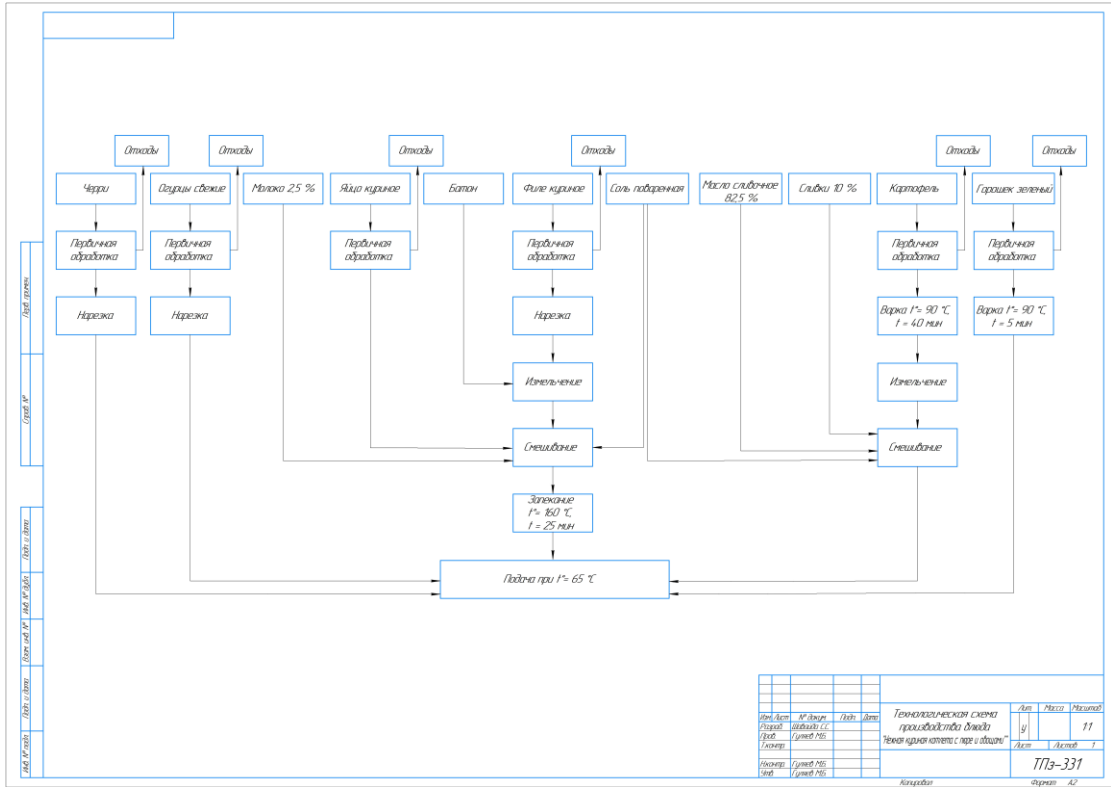 Отходы
Отходы
Отходы
Отходы
Отходы
Отходы
Черри
Огурцы свежие
Молоко 2,5 %
Яйцо куриное
Батон
Филе куриное
Соль поваренная
Масло сливочное
82,5 %
Сливки 10 %
Картофель
Горошек зеленый
Первичная
обработка
Первичная
обработка
Первичная
обработка
Первичная
обработка
Первичная
обработка
Первичная
обработка
Нарезка
Нарезка
Нарезка
Варка t°= 90 °C,
t = 40 мин
Варка t°= 90 °C,
t = 5 мин
Измельчение
Измельчение
Смешивание
Смешивание
Запекание
t°= 160 °C,
t = 25 мин
Подача при t°= 65 °C
Перв. примен.
Справ. №
Подп. и дата
Инв. № дубл.
Взам. инв. №
Подп. и дата
Инв. № подл.
Изм. Лист № докум. Подп. Дата
Разраб.
Пров. Гуляев М.Б.
Т.контр.
Н.контр. Гуляев М.Б.
Утв. Гуляев М.Б.
Технологическая схема
производства блюда
"Нежная куриная котлета с пюре и овощами"
Лит. Масса Масштаб
у 1:1
Лист Листов 1
ТПз-331
Копировал Формат А2